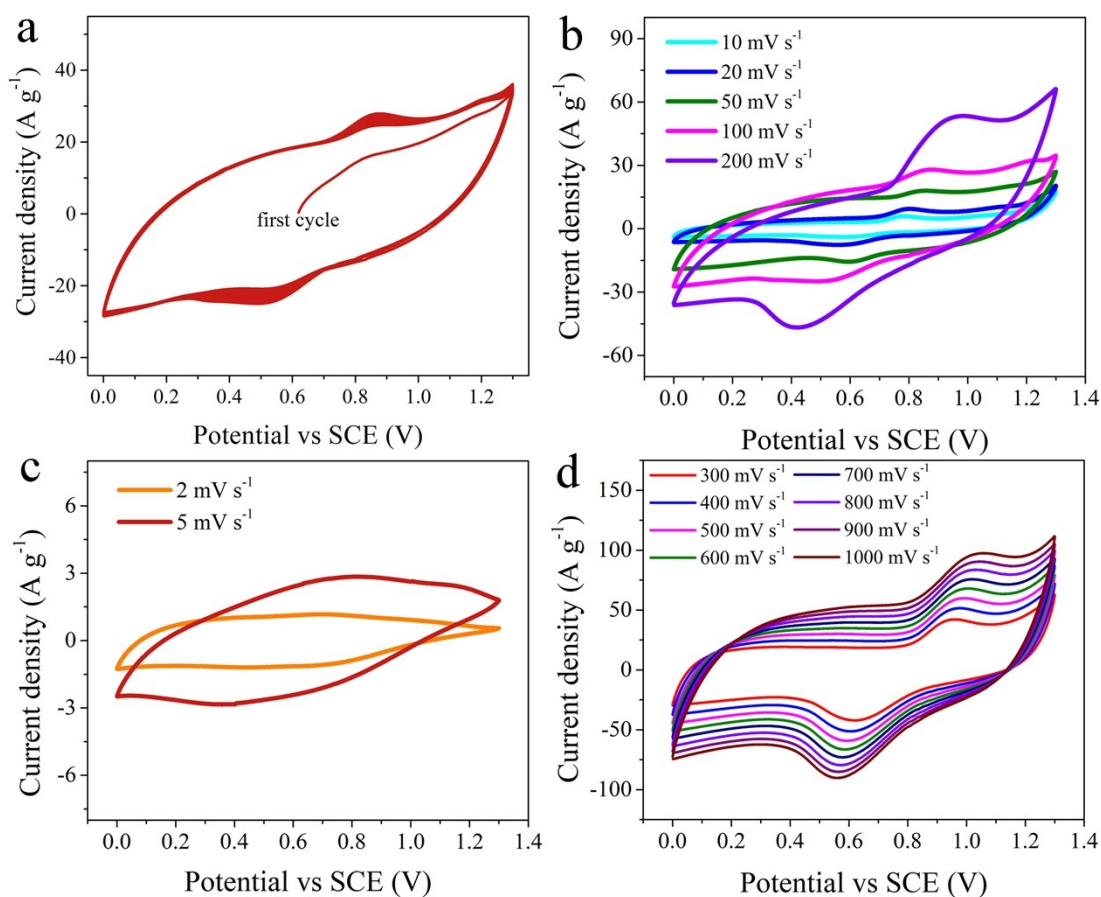 a
Current density (A g⁻¹)
40
20
0
-20
-40
first cycle
0.0 0.2 0.4 0.6 0.8 1.0 1.2
Potential vs SCE (V)
b
Current density (A g⁻¹)
90
60
30
0
-30
-60
10 mV s⁻¹
20 mV s⁻¹
50 mV s⁻¹
100 mV s⁻¹
200 mV s⁻¹
0.0 0.2 0.4 0.6 0.8 1.0 1.2 1.4
Potential vs SCE (V)
c
Current density (A g⁻¹)
6
3
0
-3
-6
2 mV s⁻¹
5 mV s⁻¹
0.0 0.2 0.4 0.6 0.8 1.0 1.2 1.4
Potential vs SCE (V)
d
Current density (A g⁻¹)
150
100
50
0
-50
-100
300 mV s⁻¹ 700 mV s⁻¹
400 mV s⁻¹ 800 mV s⁻¹
500 mV s⁻¹ 900 mV s⁻¹
600 mV s⁻¹ 1000 mV s⁻¹
0.0 0.2 0.4 0.6 0.8 1.0 1.2 1.4
Potential vs SCE (V)